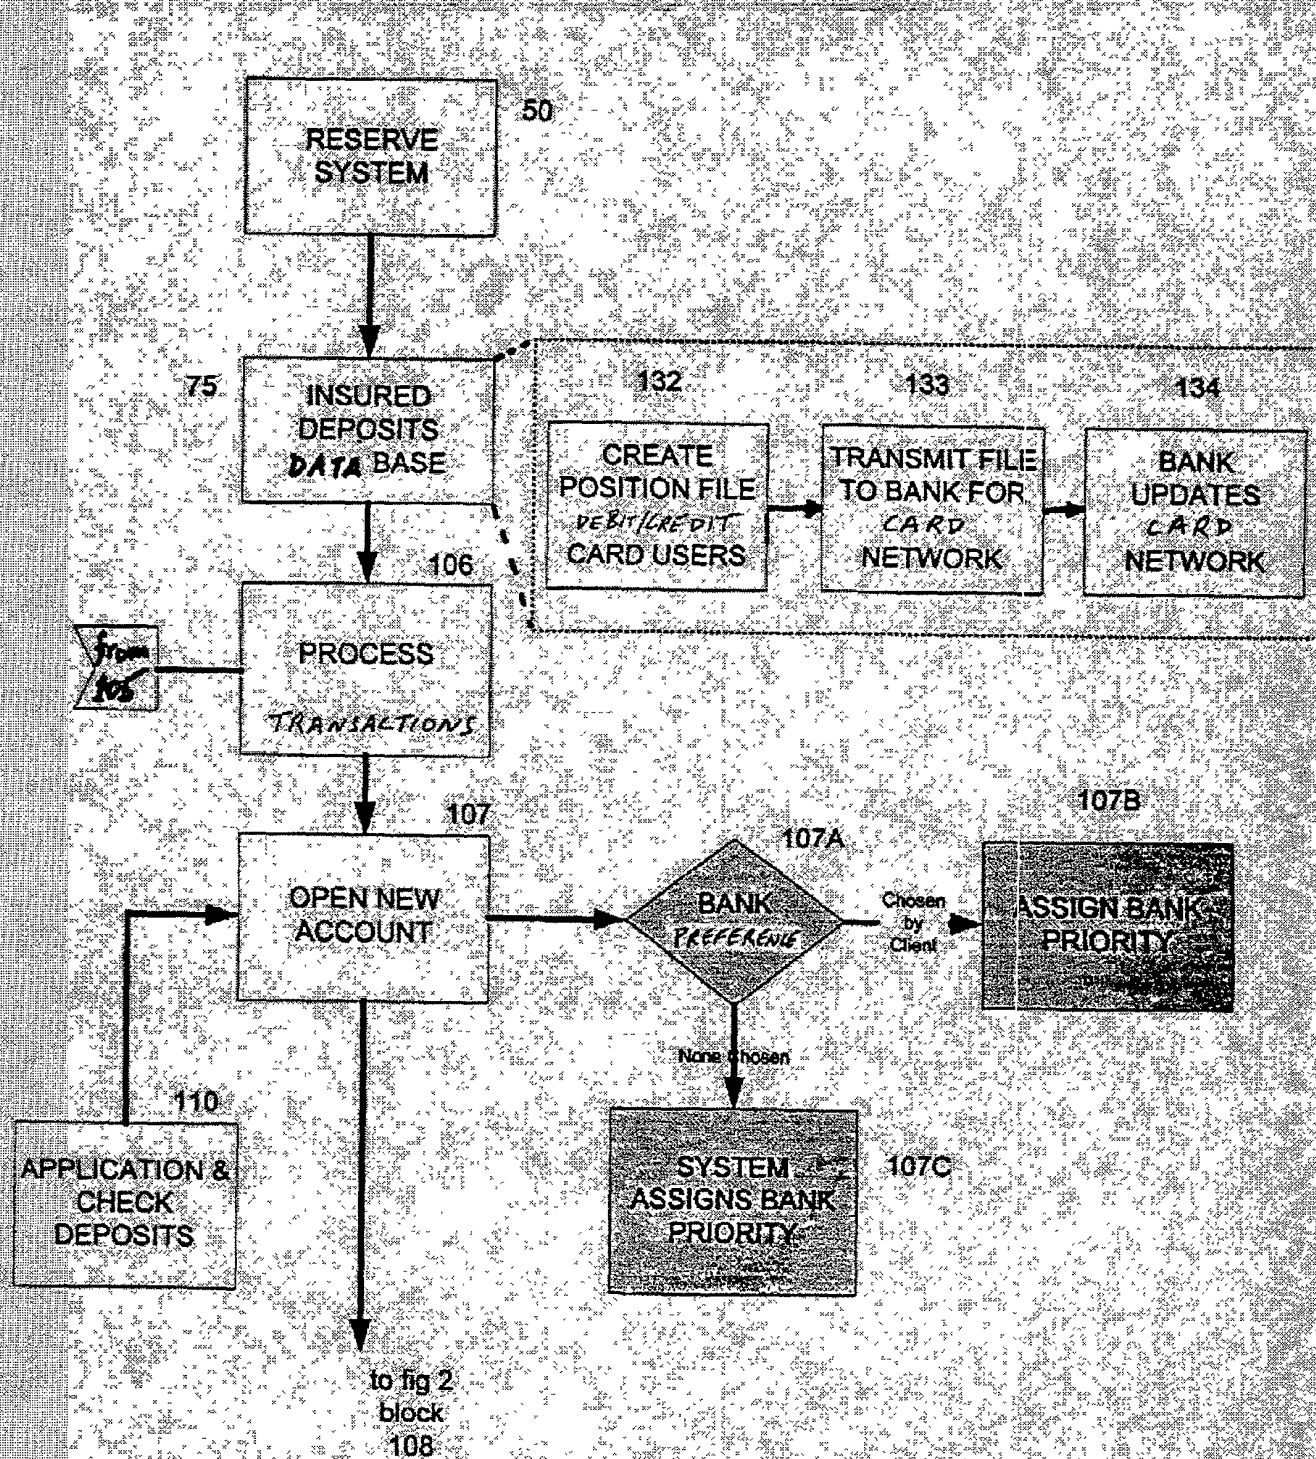 50
RESERVE
SYSTEM
75
INSURED
DEPOSITS
DATA BASE
132
CREATE
POSITION FILE
DEBIT/CREDIT
CARD USERS
133
TRANSMIT FILE
TO BANK FOR
CARD
NETWORK
134
BANK
UPDATES
CARD
NETWORK
106
PROCESS
TRANSACTIONS
from
107
OPEN NEW
ACCOUNT
107A
BANK
PREFERENCE
Chosen
by
Client
107B
ASSIGN BANK
PRIORITY
None Chosen
110
APPLICATION &
CHECK
DEPOSITS
SYSTEM
ASSIGNS BANK
PRIORITY
107C
to fig 2
block
108